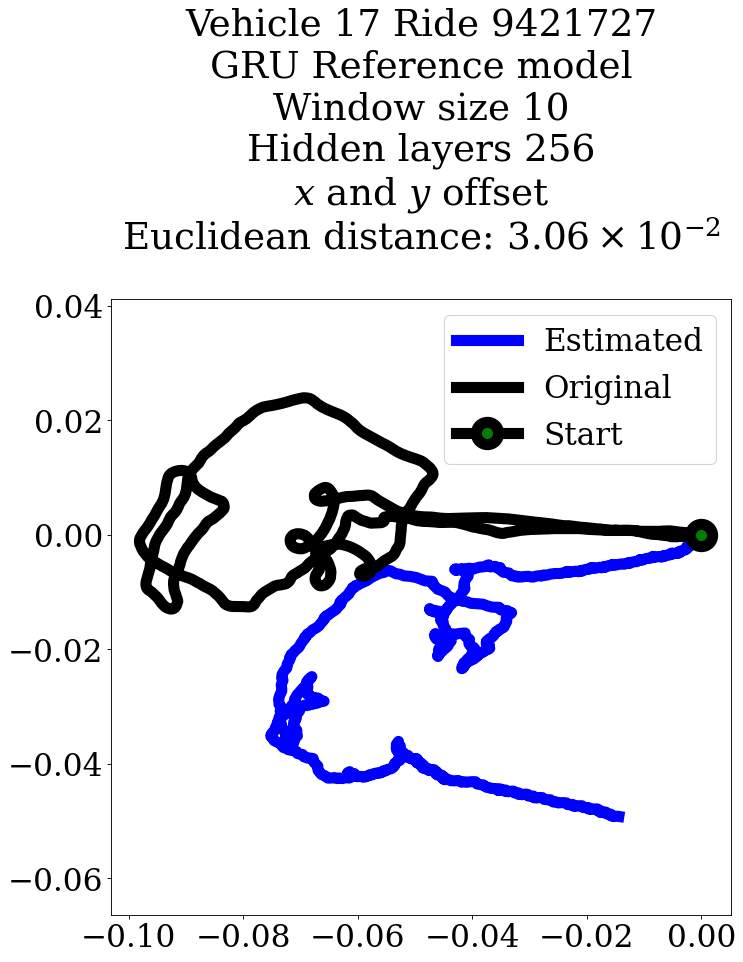 Vehicle 17 Ride 9421727
GRU Reference model
Window size 10
Hidden layers 256
x and y offset
Euclidean distance: 3.06 × 10⁻²
Estimated
Original
Start
0.04
0.02
0.00
−0.02
−0.04
−0.06
−0.10 −0.08 −0.06 −0.04 −0.02 0.00